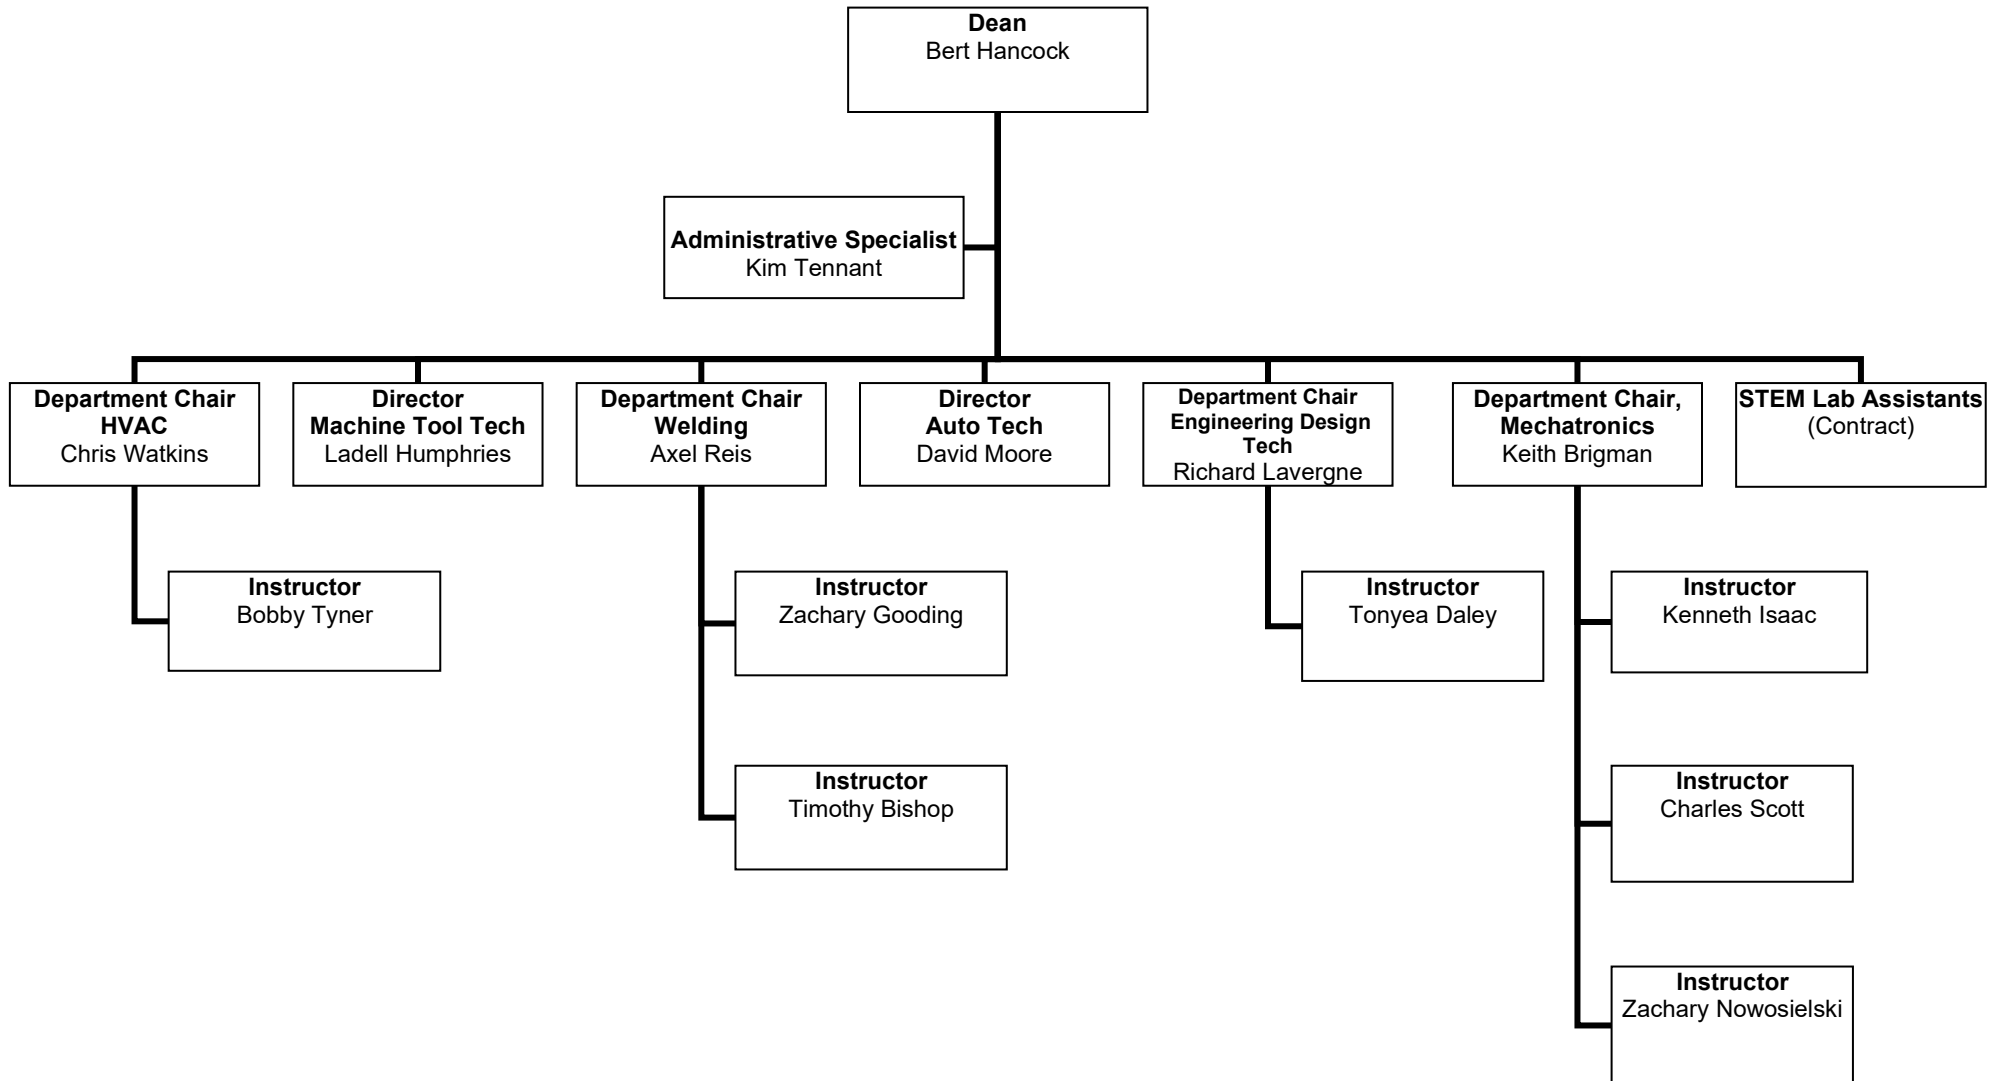 Dean
Bert Hancock
Administrative Specialist
Kim Tennant
Department Chair
HVAC
Chris Watkins
Director
Machine Tool Tech
Ladell Humphries
Department Chair
Welding
Axel Reis
Director
Auto Tech
David Moore
Department Chair
Engineering Design
Tech
Richard Lavergne
Department Chair,
Mechatronics
Keith Brigman
STEM Lab Assistants
(Contract)
Instructor
Bobby Tyner
Instructor
Zachary Gooding
Instructor
Tonyea Daley
Instructor
Kenneth Isaac
Instructor
Timothy Bishop
Instructor
Charles Scott
Instructor
Zachary Nowosielski